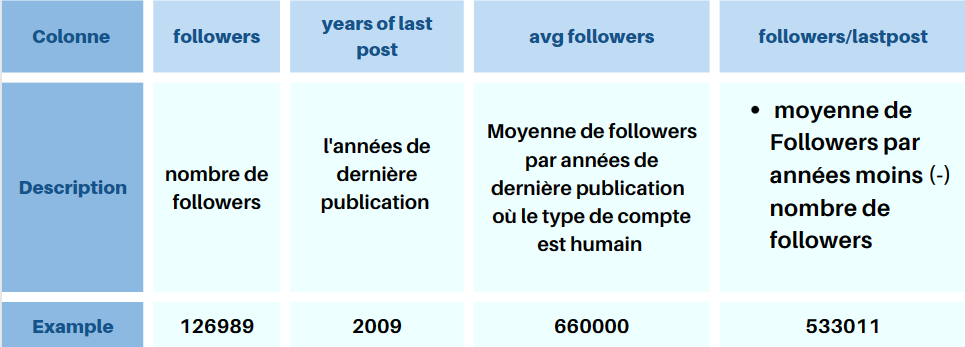 Colonne
followers
years of last
post
avg followers
followers/lastpost
Description
nombre de
followers
l'années de
dernière
publication
Moyenne de followers
par années de
dernière publication
où le type de compte
est humain
• moyenne de
Followers par
années moins (-)
nombre de
followers
Example
126989
2009
660000
533011